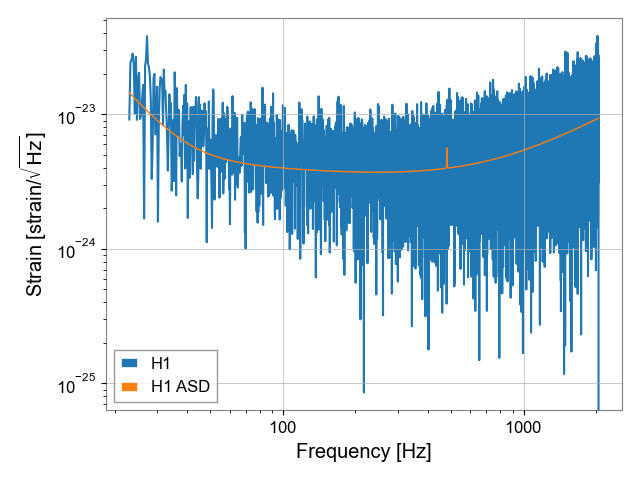 10⁻²³
10⁻²⁴
10⁻²⁵
Strain [strain/√Hz]
H1
H1 ASD
100
1000
Frequency [Hz]